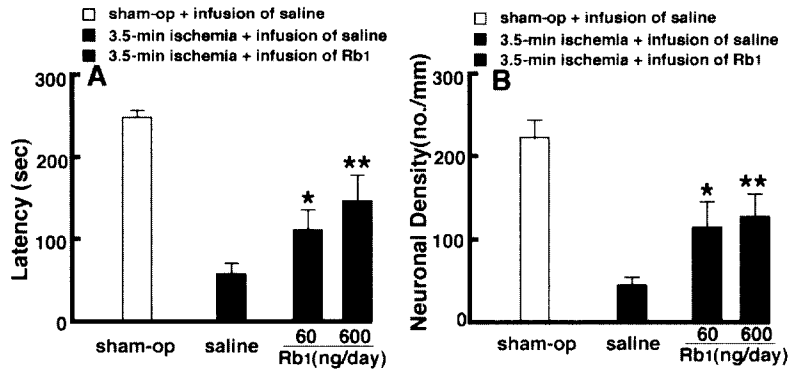 sham-op + infusion of saline
3.5-min ischemia + infusion of saline
3.5-min ischemia + infusion of Rb1
A
300
200
100
0
Latency (sec)
*
**
sham-op
saline
60
600
Rb1(ng/day)
sham-op + infusion of saline
3.5-min ischemia + infusion of saline
3.5-min ischemia + infusion of Rb1
B
300
200
100
0
Neuronal Density(no./mm)
*
**
sham-op
saline
60
600
Rb1(ng/day)